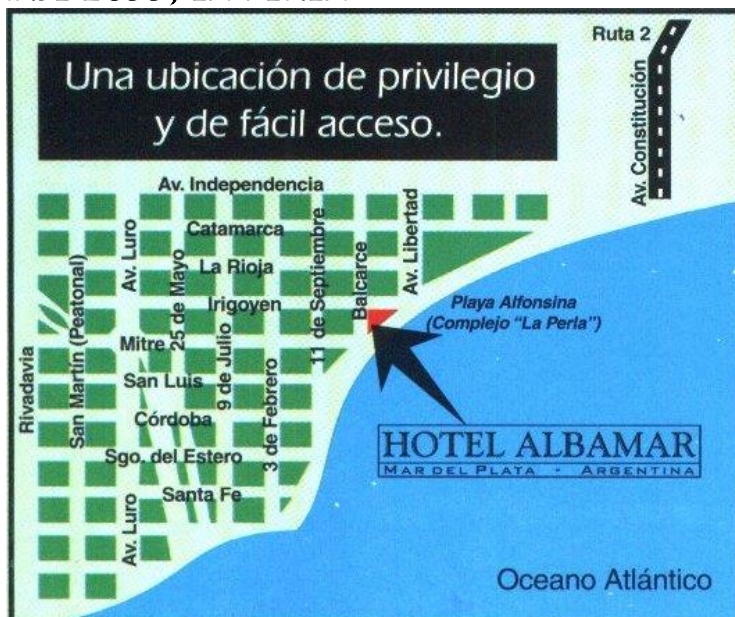 Ruta 2
Una ubicación de privilegio
y de fácil acceso.
Av. Constitución
Av. Independencia
Catamarca
La Rioja
Irigoyen
Mitre
San Luis
Córdoba
Sgo. del Estero
Santa Fe
Rivadavia
San Martín (Peatonal)
Av. Luro
Av. Luro
25 de Mayo
9 de Julio
3 de Febrero
11 de Septiembre
Balcarce
Av. Libertad
Playa Alfonsina
(Complejo "La Perla")
HOTEL ALBAMAR
MAR DEL PLATA - ARGENTINA
Oceano Atlántico